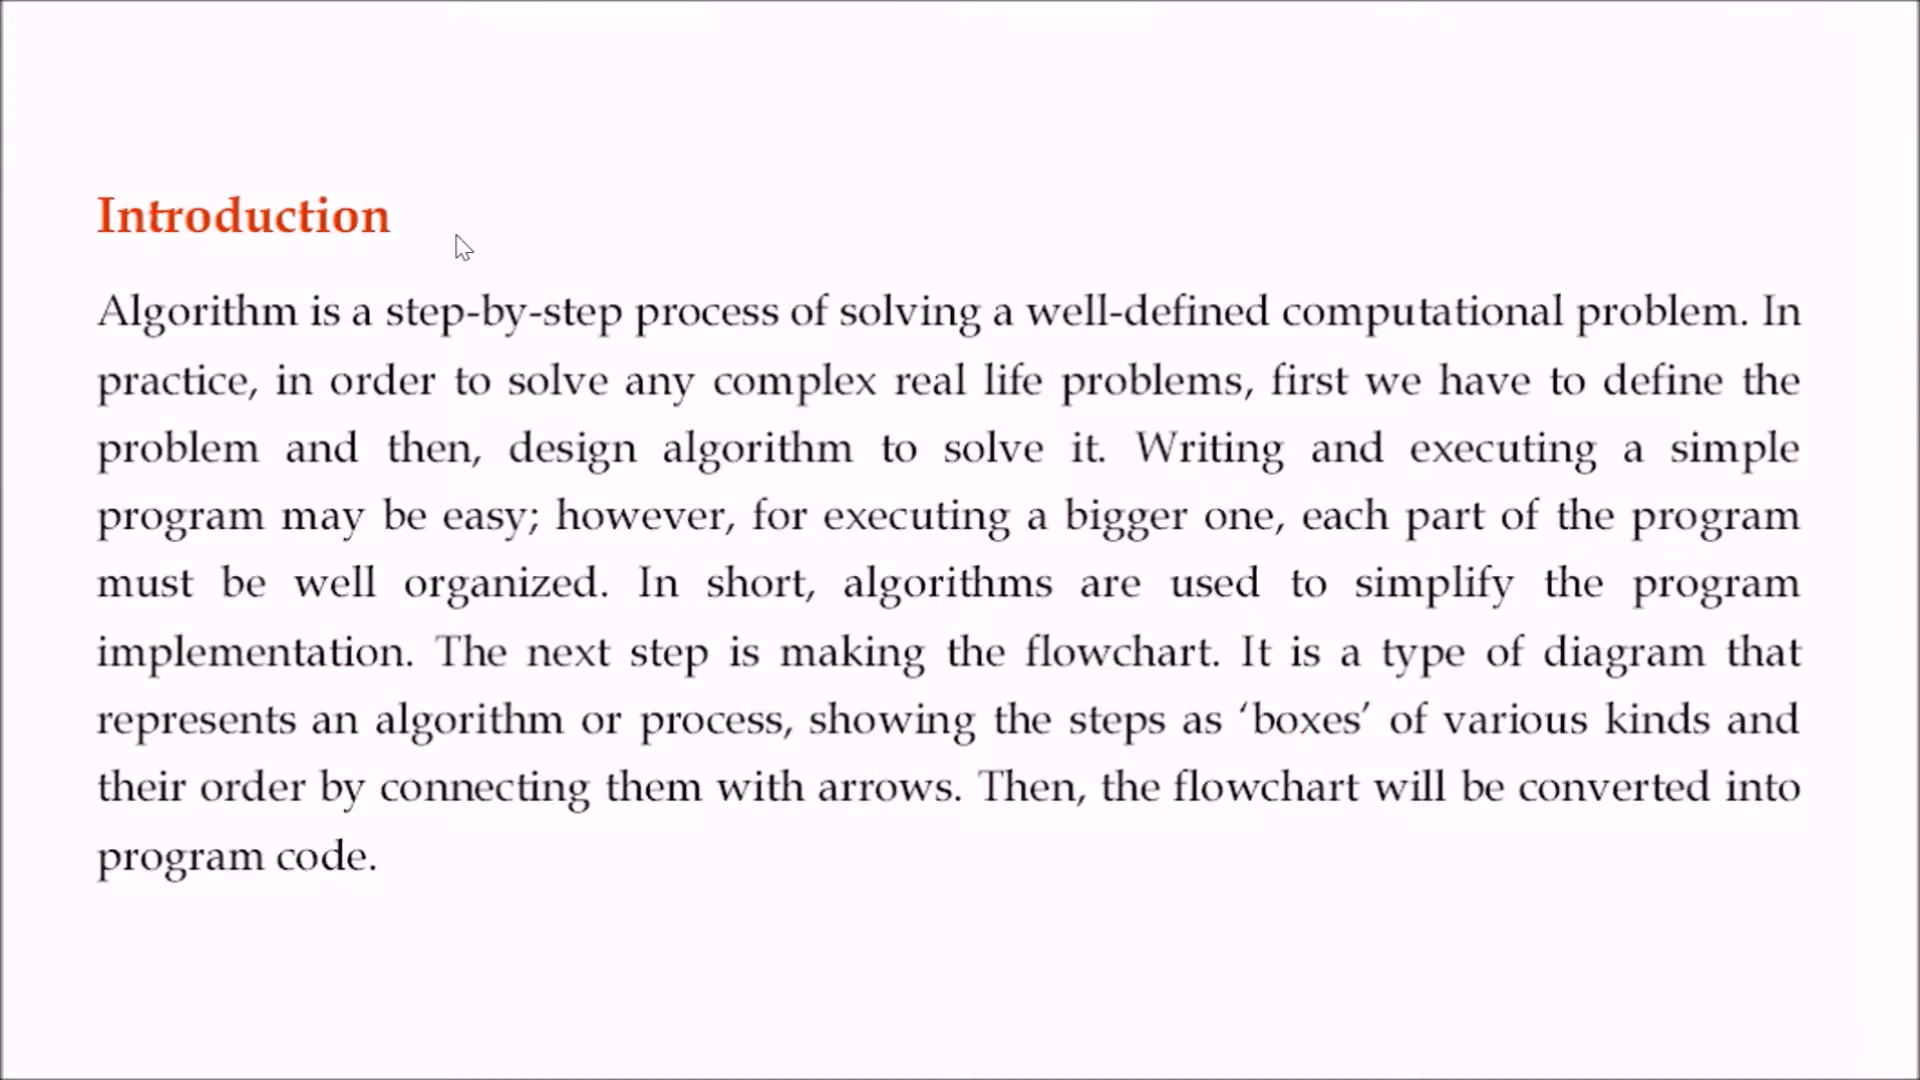 Introduction
Algorithm is a step-by-step process of solving a well-defined computational problem. In
practice, in order to solve any complex real life problems, first we have to define the
problem and then, design algorithm to solve it. Writing and executing a simple
program may be easy; however, for executing a bigger one, each part of the program
must be well organized. In short, algorithms are used to simplify the program
implementation. The next step is making the flowchart. It is a type of diagram that
represents an algorithm or process, showing the steps as ‘boxes’ of various kinds and
their order by connecting them with arrows. Then, the flowchart will be converted into
program code.